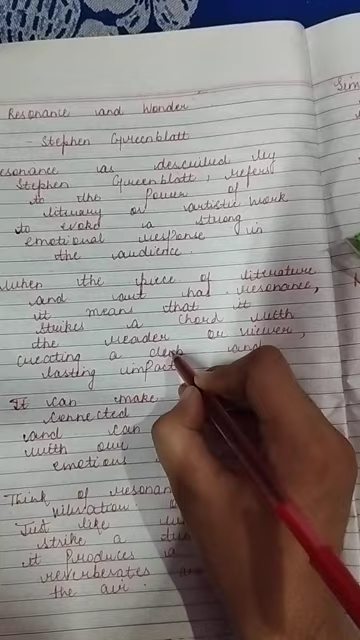 Resonance and Wonder
- Stephen Greenblatt
esonance as described by
Stephen Greenblatt, refers
to the power of
literary or artistic work
to evoke a strong
emotional response in
the audience.
When the piece of literature
and art has resonance,
it means that it
strikes a chord with
the reader or viewer,
creating a deep and
lasting impact
It can make
connected
and can
with our
emotions
Think of resonan
vibration
Just like
strike a
it Produces a
reverberates
the air.